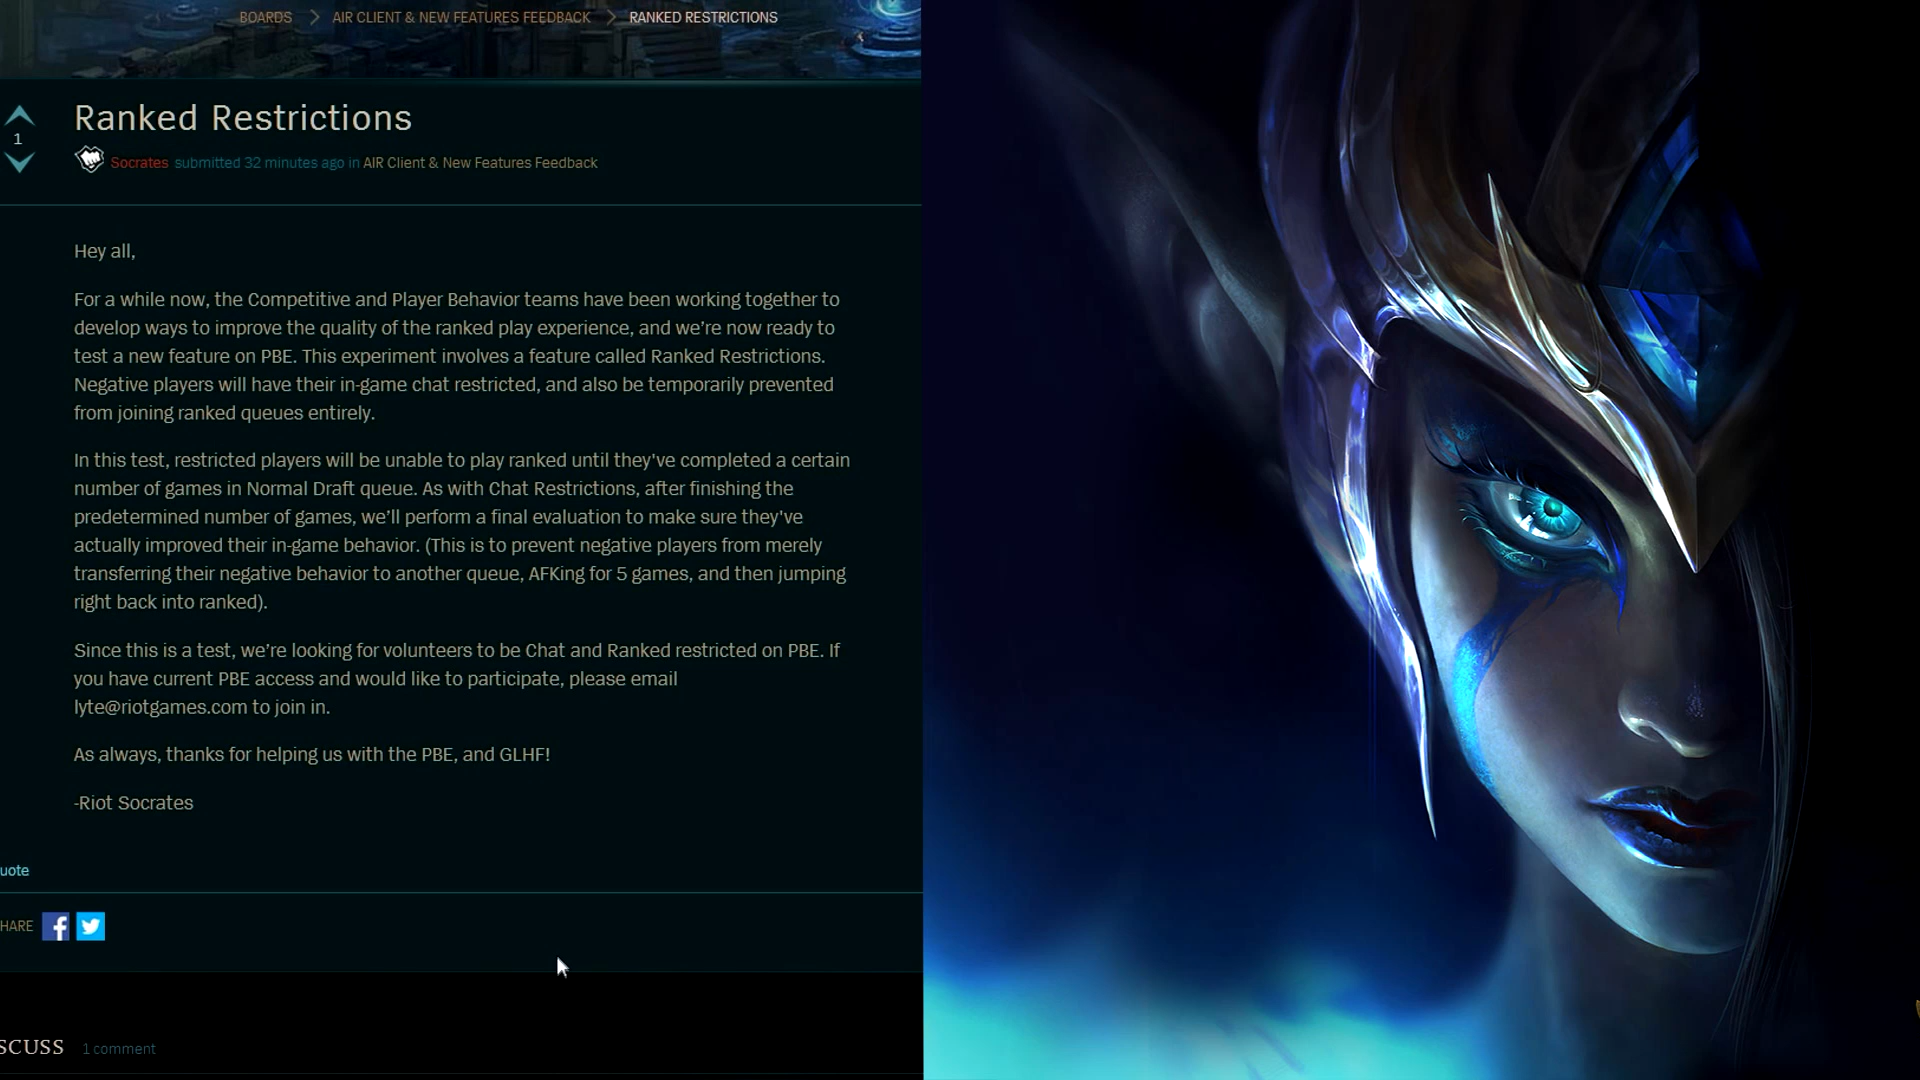 BOARDS > AIR CLIENT & NEW FEATURES FEEDBACK > RANKED RESTRICTIONS
Ranked Restrictions
1
Socrates submitted 32 minutes ago in AIR Client & New Features Feedback
Hey all,
For a while now, the Competitive and Player Behavior teams have been working together to
develop ways to improve the quality of the ranked play experience, and we’re now ready to
test a new feature on PBE. This experiment involves a feature called Ranked Restrictions.
Negative players will have their in-game chat restricted, and also be temporarily prevented
from joining ranked queues entirely.
In this test, restricted players will be unable to play ranked until they've completed a certain
number of games in Normal Draft queue. As with Chat Restrictions, after finishing the
predetermined number of games, we’ll perform a final evaluation to make sure they've
actually improved their in-game behavior. (This is to prevent negative players from merely
transferring their negative behavior to another queue, AFKing for 5 games, and then jumping
right back into ranked).
Since this is a test, we’re looking for volunteers to be Chat and Ranked restricted on PBE. If
you have current PBE access and would like to participate, please email
lyte@riotgames.com to join in.
As always, thanks for helping us with the PBE, and GLHF!
-Riot Socrates
uote
HARE
SCUSS 1 comment